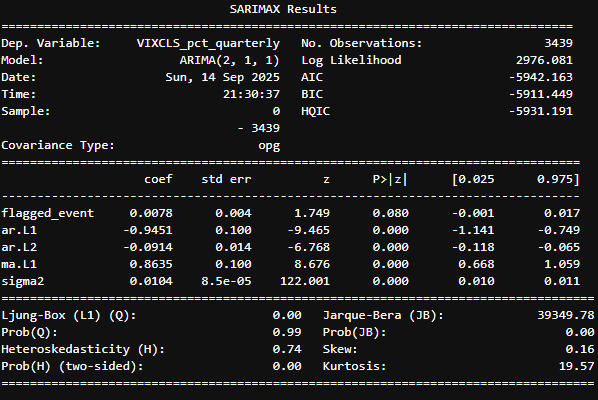 SARIMAX Results
==============================================================================
Dep. Variable:     VIXCLS_pct_quarterly   No. Observations:                 3439
Model:                   ARIMA(2, 1, 1)   Log Likelihood                2976.081
Date:                  Sun, 14 Sep 2025   AIC                          -5942.163
Time:                          21:30:37   BIC                          -5911.449
Sample:                               0   HQIC                         -5931.191
                                 - 3439
Covariance Type:                    opg
=================================================================================
                    coef    std err          z      P>|z|      [0.025      0.975]
---------------------------------------------------------------------------------
flagged_event     0.0078      0.004      1.749      0.080      -0.001       0.017
ar.L1            -0.9451      0.100     -9.465      0.000      -1.141      -0.749
ar.L2            -0.0914      0.014     -6.768      0.000      -0.118      -0.065
ma.L1             0.8635      0.100      8.676      0.000       0.668       1.059
sigma2            0.0104    8.5e-05    122.001      0.000       0.010       0.011
===================================================================================
Ljung-Box (L1) (Q):                   0.00   Jarque-Bera (JB):             39349.78
Prob(Q):                              0.99   Prob(JB):                         0.00
Heteroskedasticity (H):               0.74   Skew:                             0.16
Prob(H) (two-sided):                  0.00   Kurtosis:                        19.57
===================================================================================